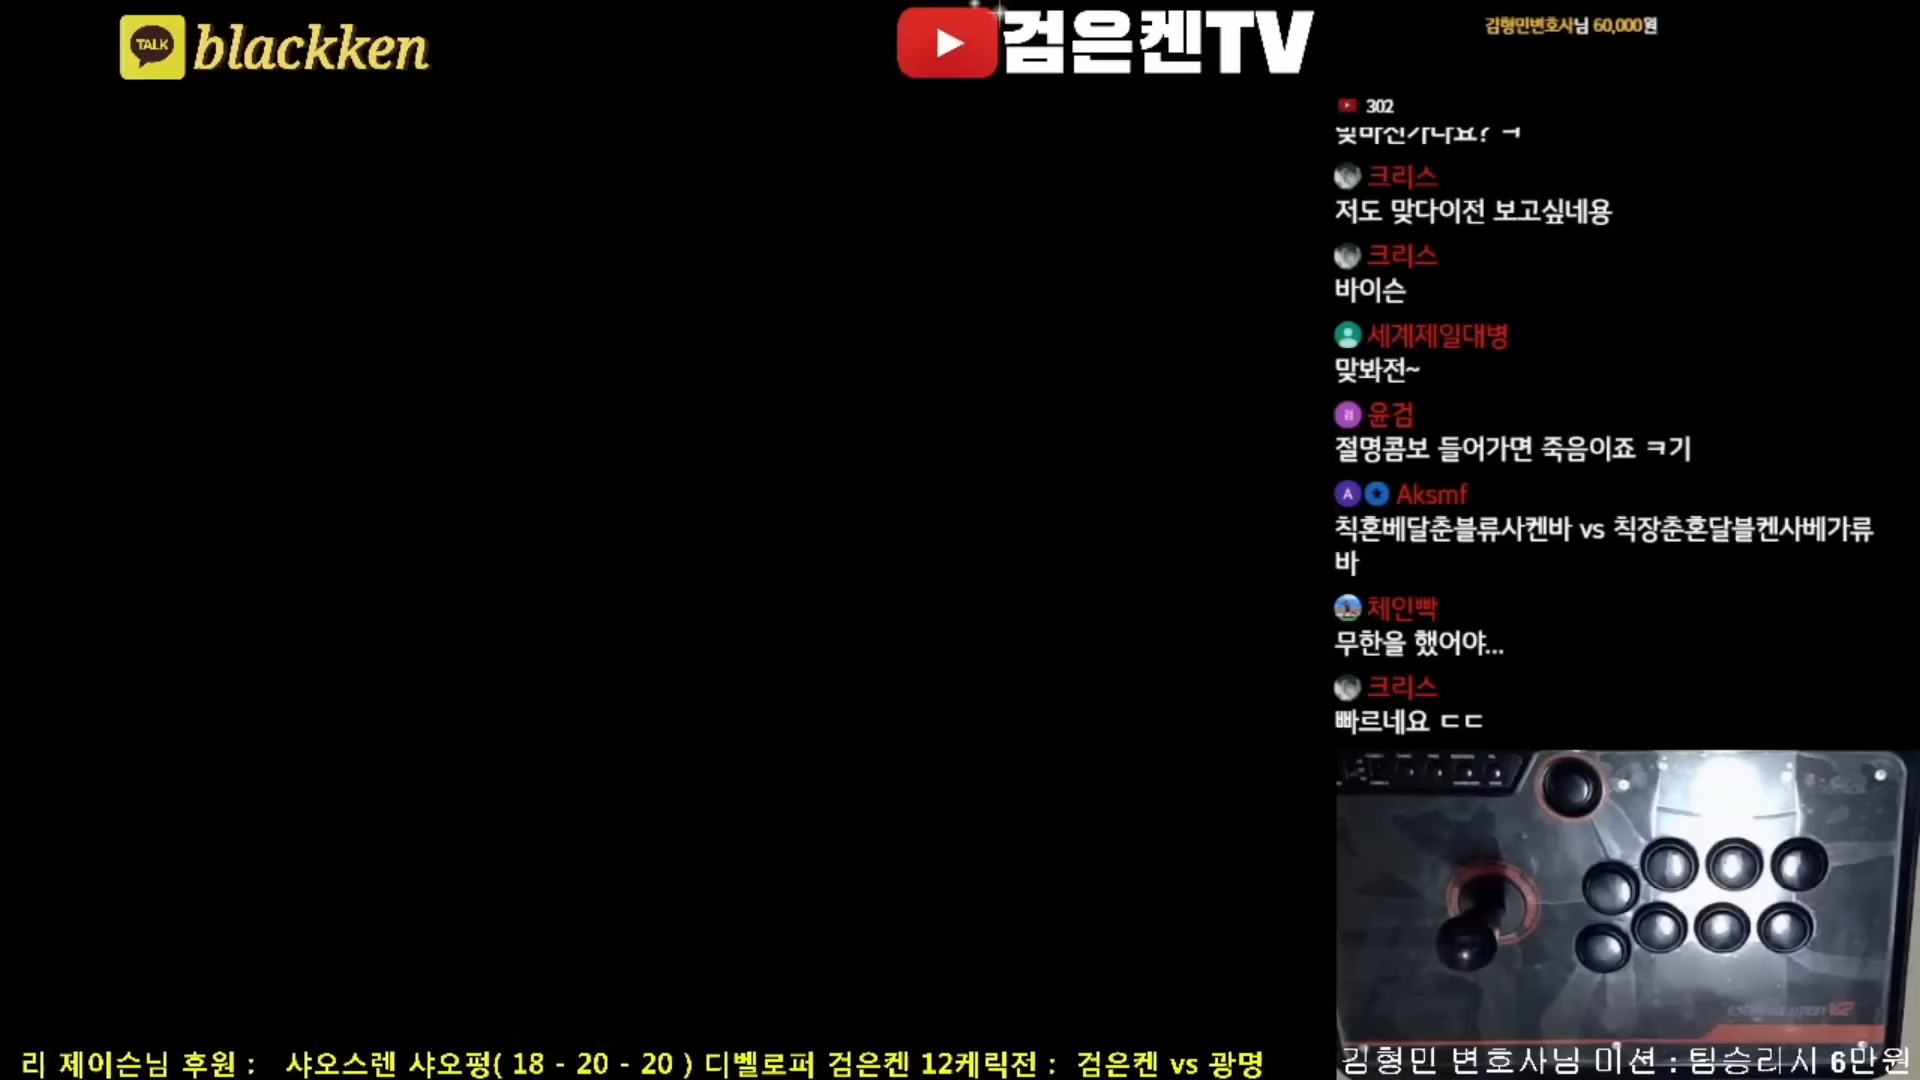 TALK blackken
검은켄TV
김형민변호사님 60,000원
302
크리스
저도 맞다이전 보고싶네용
크리스
바이슨
세계제일대병
맞봐전~
검 윤검
절명콤보 들어가면 죽음이죠 ㅋ기
A Aksmf
칙혼베달춘블류사켄바 vs 칙장춘혼달블켄사베가류
바
체인빡
무한을 했어야...
크리스
빠르네요 ㄷㄷ
리 제이슨님 후원 : 샤오스렌 샤오펑( 18 - 20 - 20 ) 디벨로퍼 검은켄 12케릭전 : 검은켄 vs 광명
김형민 변호사님 미션 : 팀승리시 6만원